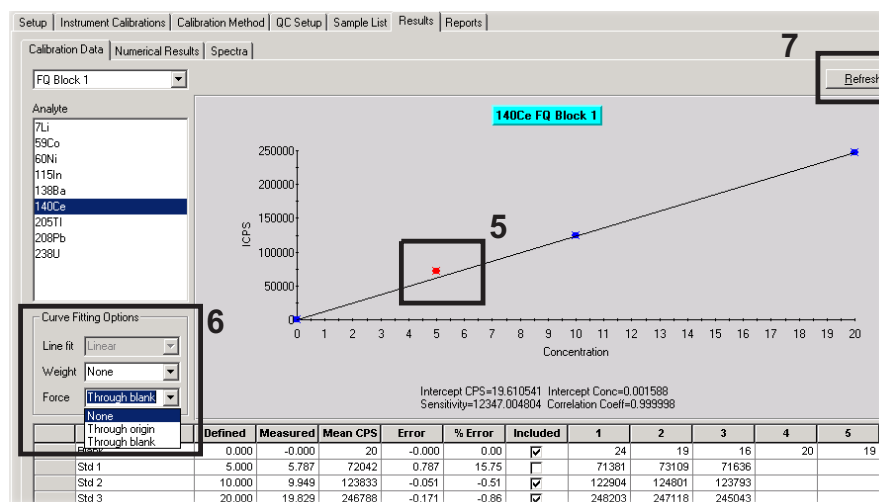 Setup Instrument Calibrations Calibration Method QC Setup Sample List Results Reports
Calibration Data Numerical Results Spectra
7
FQ Block 1
Refresh
Analyte
7Li
59Co
60Ni
115In
138Ba
140Ce
205Tl
208Pb
238U
140Ce FQ Block 1
250000
200000
150000
100000
50000
0
ICPS
5
0 1 2 3 4 5 6 7 8 9 10 11 12 13 14 15 16 17 18 19 20
Concentration
Intercept CPS=19.610541 Intercept Conc=0.001588
Sensitivity=12347.004804 Correlation Coeff=0.999998
6
Curve Fitting Options
Line fit Linear
Weight None
Force Through blank
None
Through origin
Through blank
Defined Measured Mean CPS Error % Error Included 1 2 3 4 5
Blank 0.000 -0.000 20 -0.000 0.00 24 19 16 20 19
Std 1 5.000 5.787 72042 0.787 15.75 71381 73109 71636
Std 2 10.000 9.949 123833 -0.051 -0.51 122904 124801 123793
Std 3 20.000 19.829 246788 -0.171 -0.86 248203 247118 245043